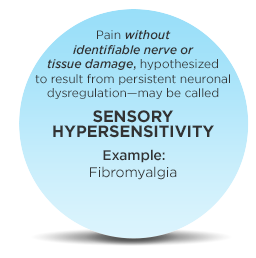 Pain without
identifiable nerve or
tissue damage, hypothesized
to result from persistent neuronal
dysregulation—may be called
SENSORY
HYPERSENSITIVITY
Example:
Fibromyalgia